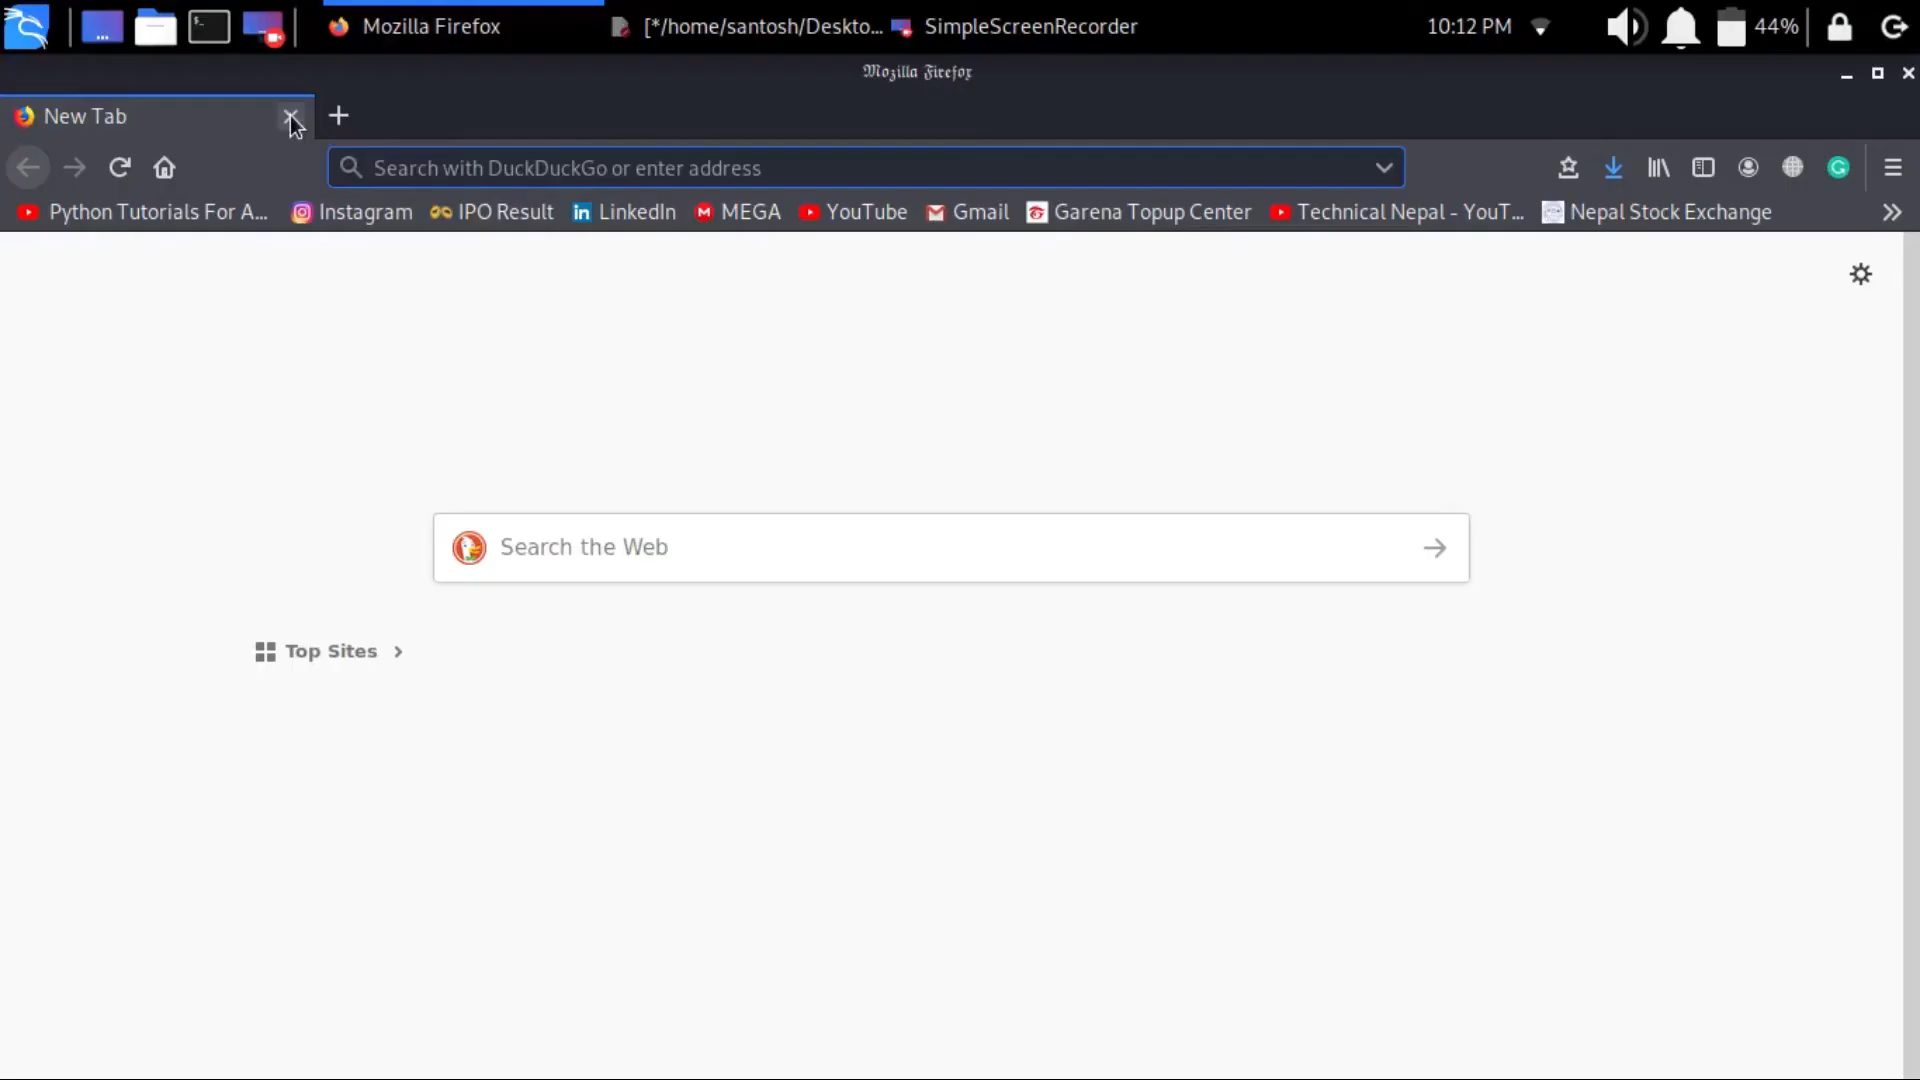 Mozilla Firefox [*/home/santosh/Deskto... SimpleScreenRecorder 10:12 PM 44%
Mozilla Firefox
New Tab
Search with DuckDuckGo or enter address
Python Tutorials For A... Instagram IPO Result LinkedIn MEGA YouTube Gmail Garena Topup Center Technical Nepal - YouT... Nepal Stock Exchange
Search the Web
Top Sites